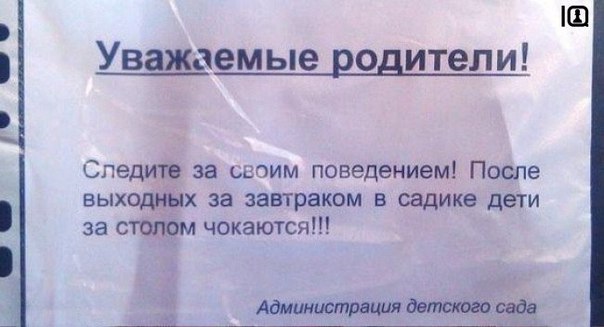 Уважаемые родители!
Следите за своим поведением! После
выходных за завтраком в садике дети
за столом чокаются!!!
Администрация детского сада